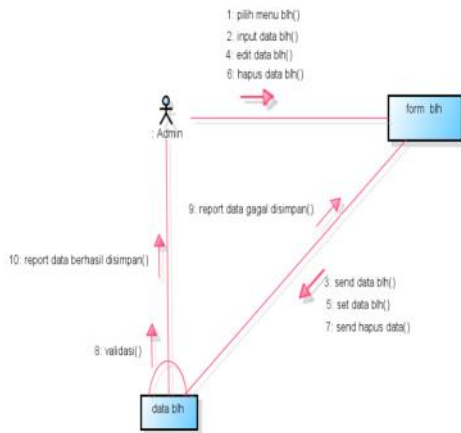 1: pilih menu blh()
2: input data blh()
4: edit data blh()
6: hapus data blh()
: Admin
form blh
9: report data gagal disimpan()
10: report data berhasil disimpan()
3: send data blh()
5: set data blh()
7: send hapus data()
8: validasi()
data blh